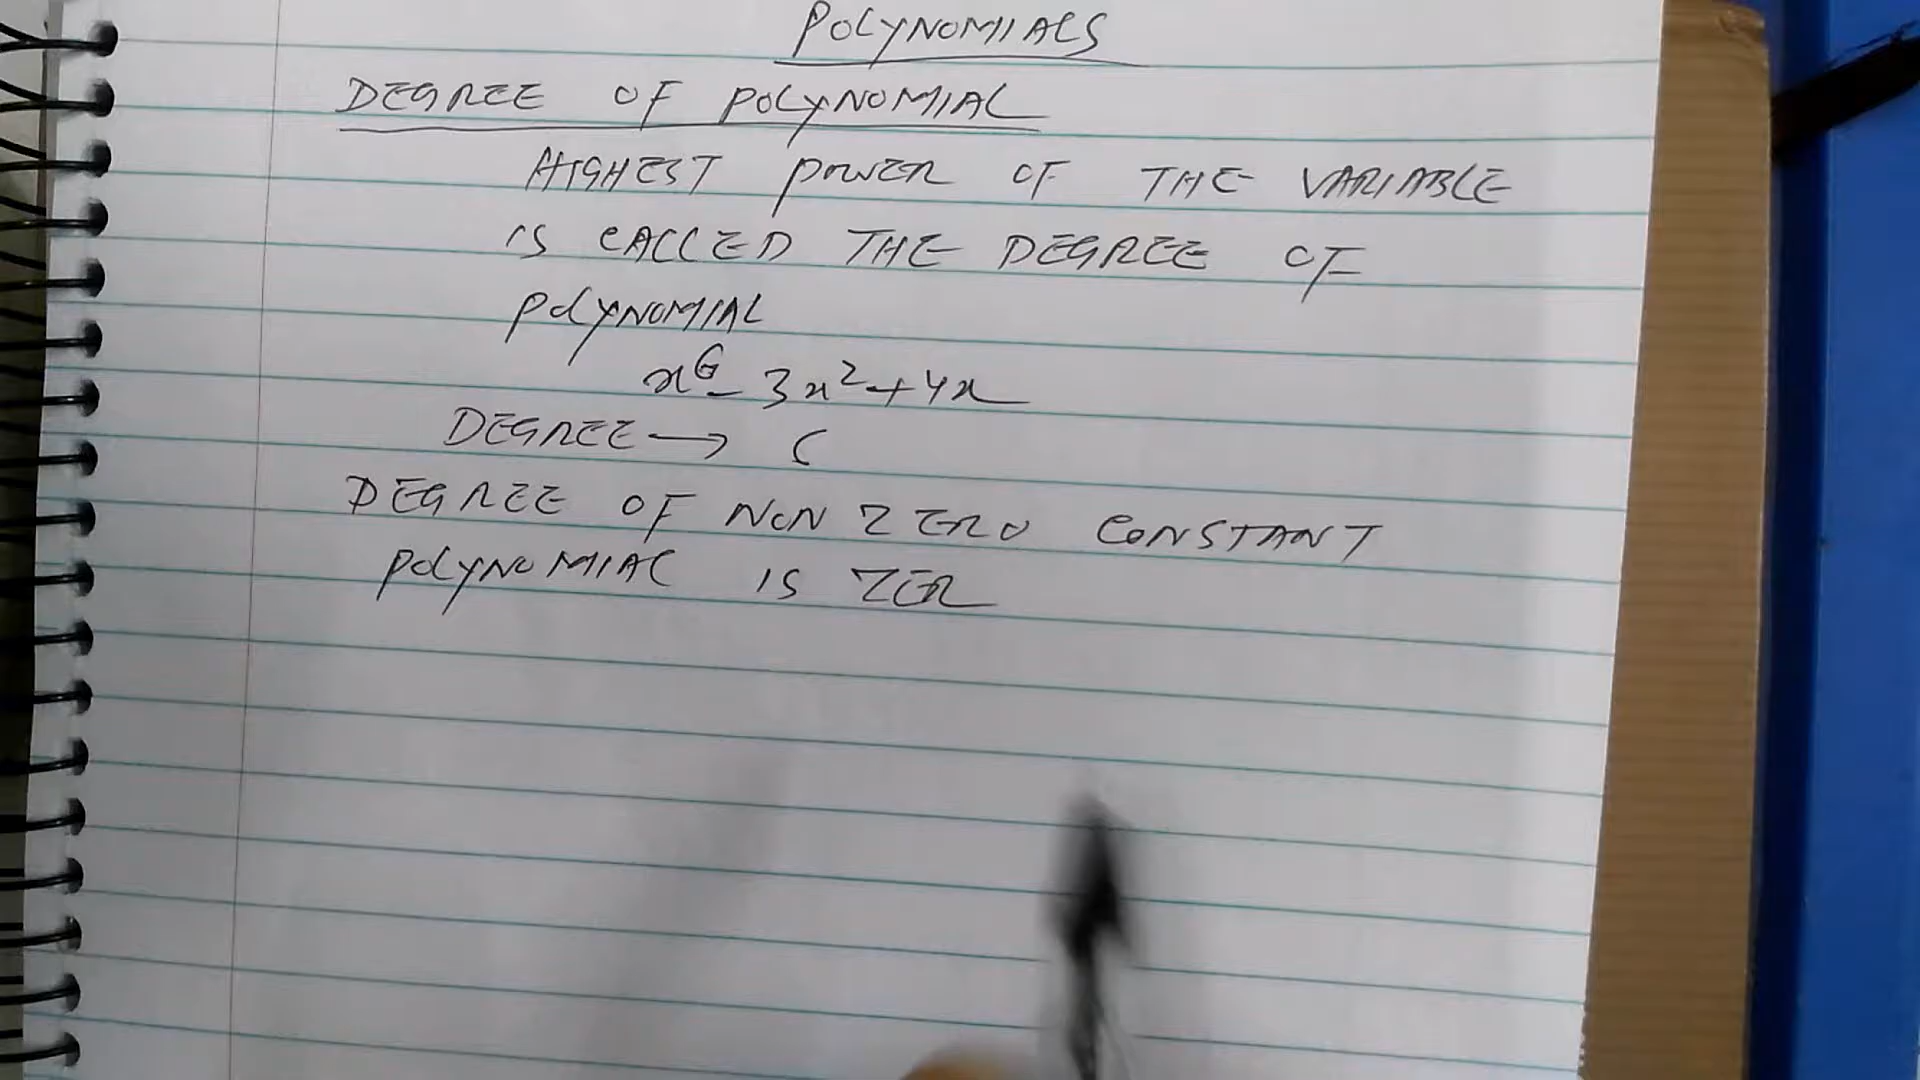 POLYNOMIALS
DEGREE OF POLYNOMIAL
HIGHEST POWER OF THE VARIABLE
IS CALLED THE DEGREE OF
POLYNOMIAL
x⁶ - 3x² + 4x
DEGREE → 6
DEGREE OF NON ZERO CONSTANT
POLYNOMIAL IS ZERO